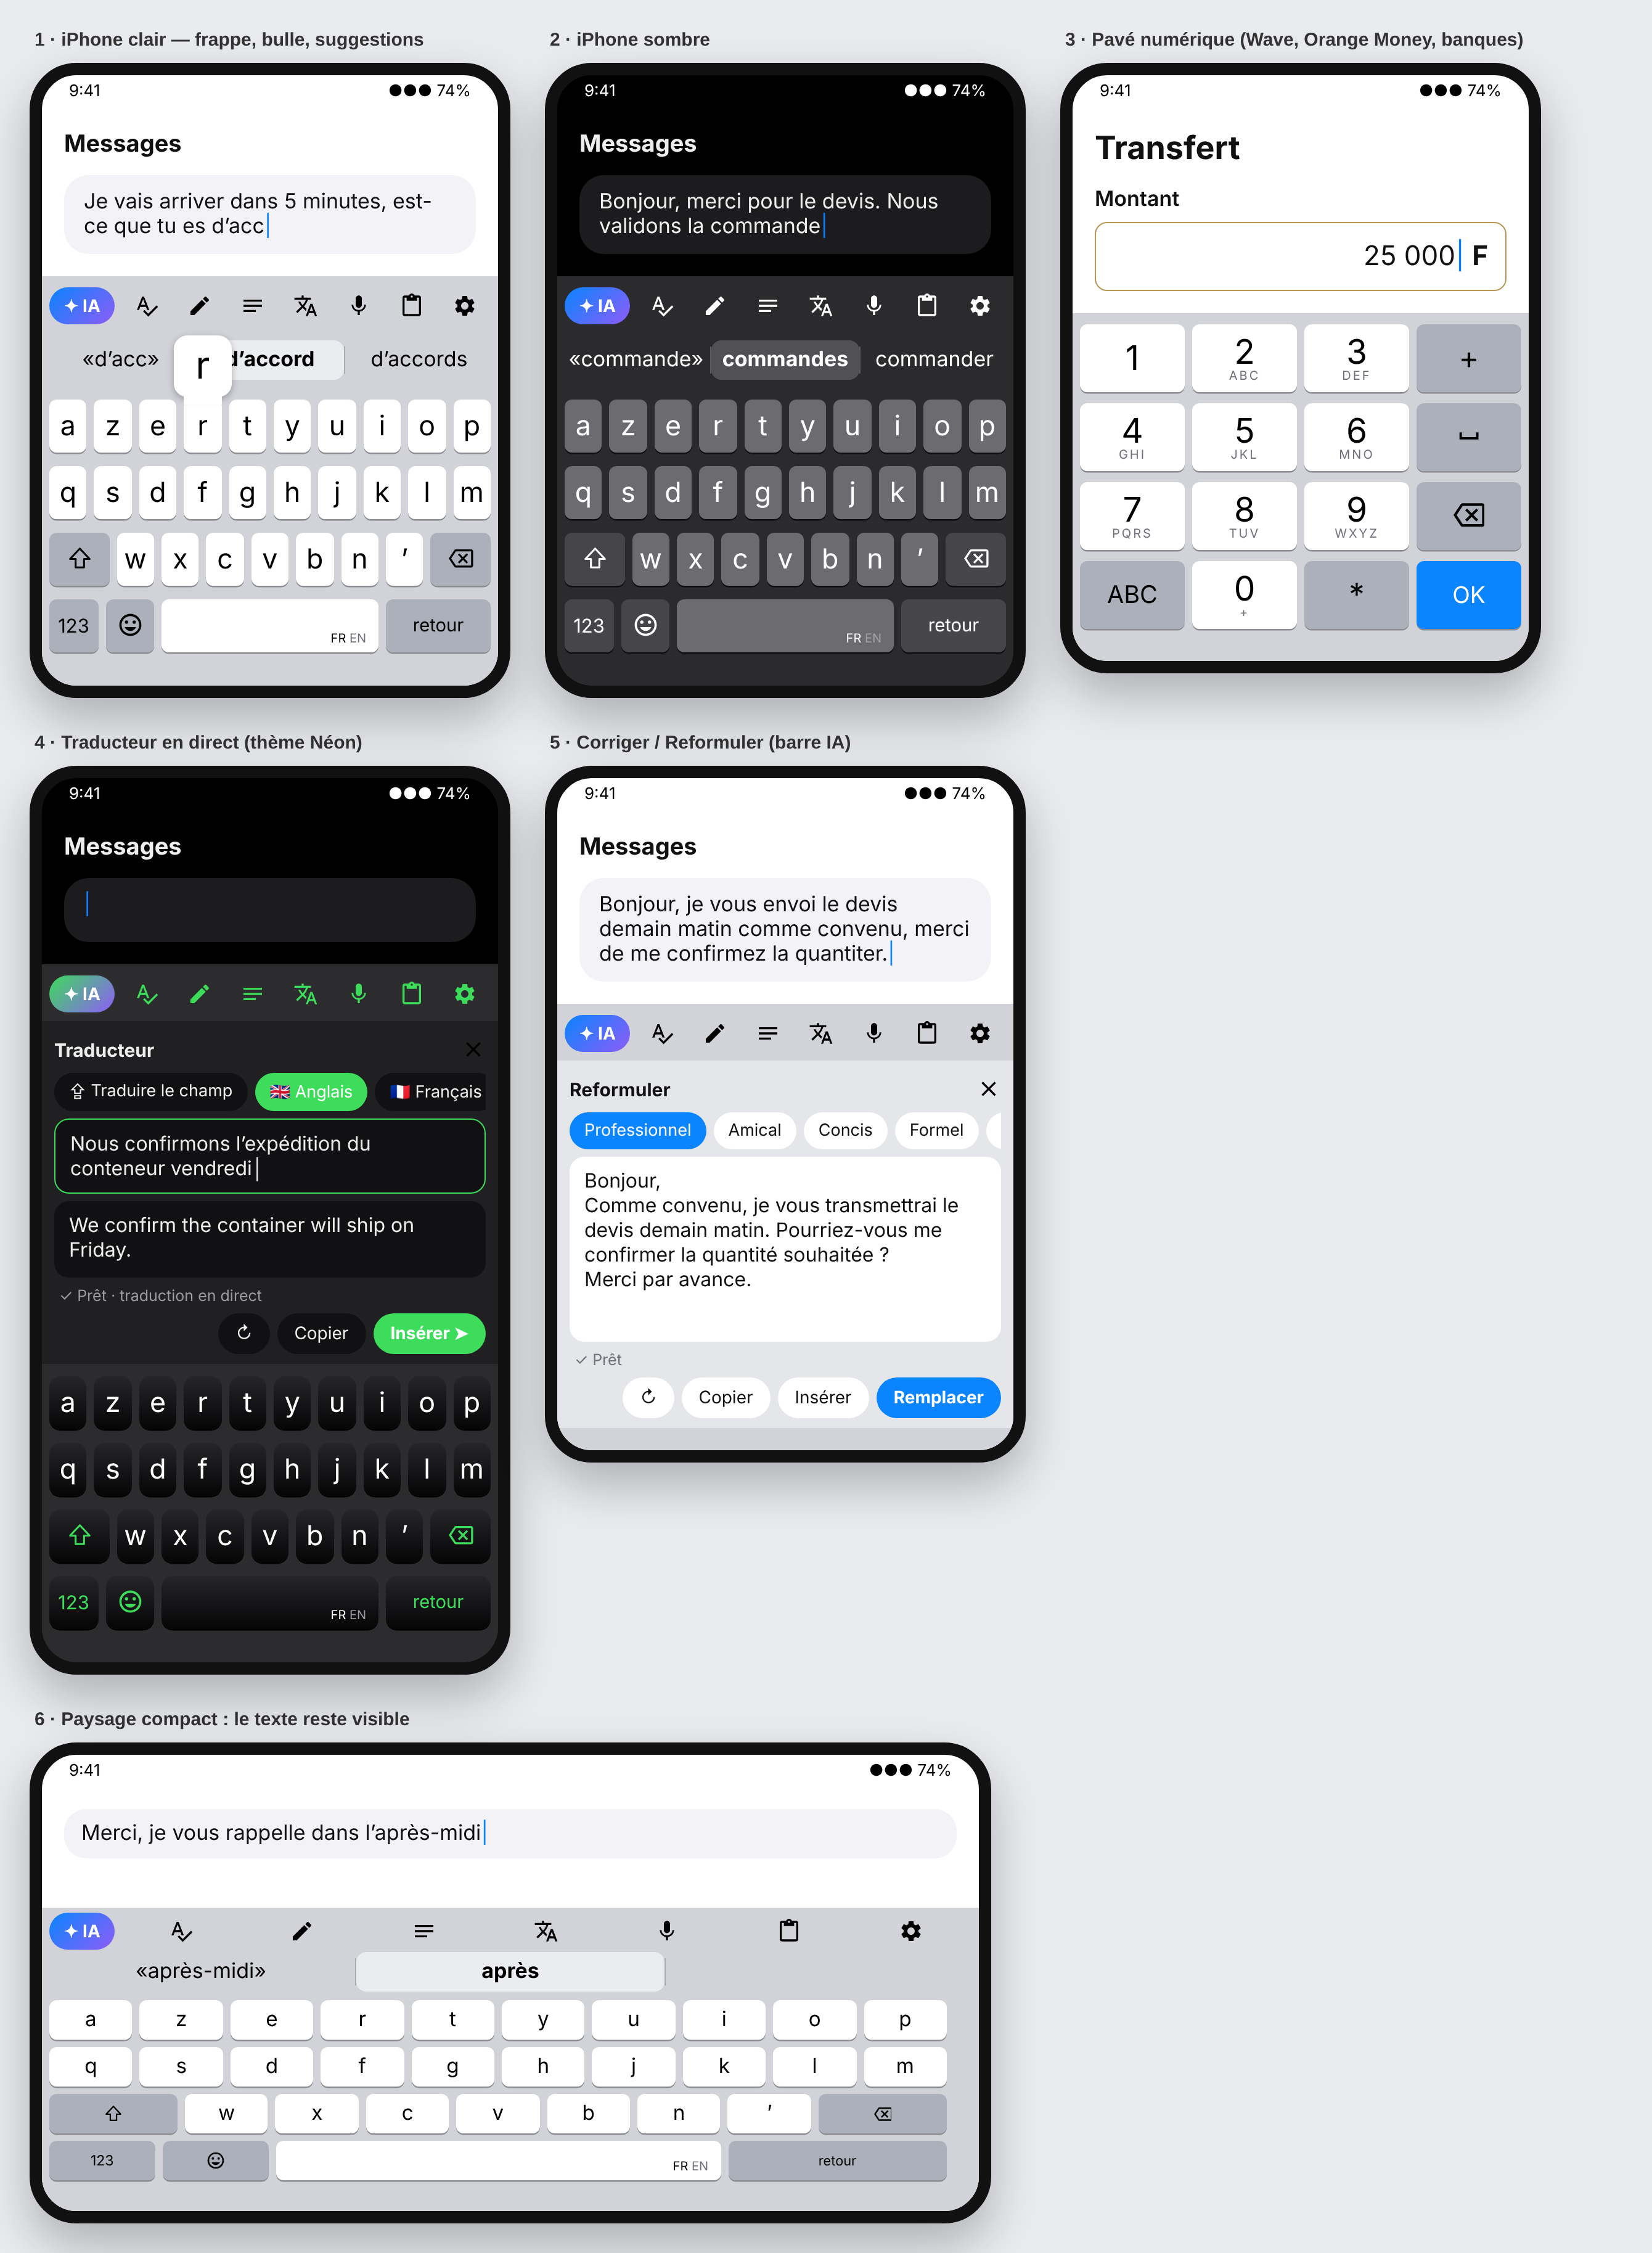 1 · iPhone clair — frappe, bulle, suggestions
9:41
74%
Messages
Je vais arriver dans 5 minutes, est-
ce que tu es d’acc
✦ IA
«d’acc»
r
d’accord
d’accords
a z e r t y u i o p
q s d f g h j k l m
w x c v b n ’
123
FR EN
retour
2 · iPhone sombre
9:41
74%
Messages
Bonjour, merci pour le devis. Nous
validons la commande
✦ IA
«commande» commandes commander
a z e r t y u i o p
q s d f g h j k l m
w x c v b n ’
123
FR EN
retour
3 · Pavé numérique (Wave, Orange Money, banques)
9:41
74%
Transfert
Montant
25 000 F
1 2 3 +
ABC DEF
4 5 6
GHI JKL MNO
7 8 9
PQRS TUV WXYZ
ABC 0 * OK
+
4 · Traducteur en direct (thème Néon)
9:41
74%
Messages
✦ IA
Traducteur
Traduire le champ
🇬🇧 Anglais
🇫🇷 Français
Nous confirmons l’expédition du
conteneur vendredi
We confirm the container will ship on
Friday.
✓ Prêt · traduction en direct
↻ Copier Insérer ➤
a z e r t y u i o p
q s d f g h j k l m
w x c v b n ’
123
FR EN
retour
5 · Corriger / Reformuler (barre IA)
9:41
74%
Messages
Bonjour, je vous envoi le devis
demain matin comme convenu, merci
de me confirmez la quantiter.
✦ IA
Reformuler
Professionnel Amical Concis Formel
Bonjour,
Comme convenu, je vous transmettrai le
devis demain matin. Pourriez-vous me
confirmer la quantité souhaitée ?
Merci par avance.
✓ Prêt
↻ Copier Insérer Remplacer
6 · Paysage compact : le texte reste visible
9:41
74%
Merci, je vous rappelle dans l’après-midi
✦ IA
«après-midi» après
a z e r t y u i o p
q s d f g h j k l m
w x c v b n ’
123
FR EN
retour